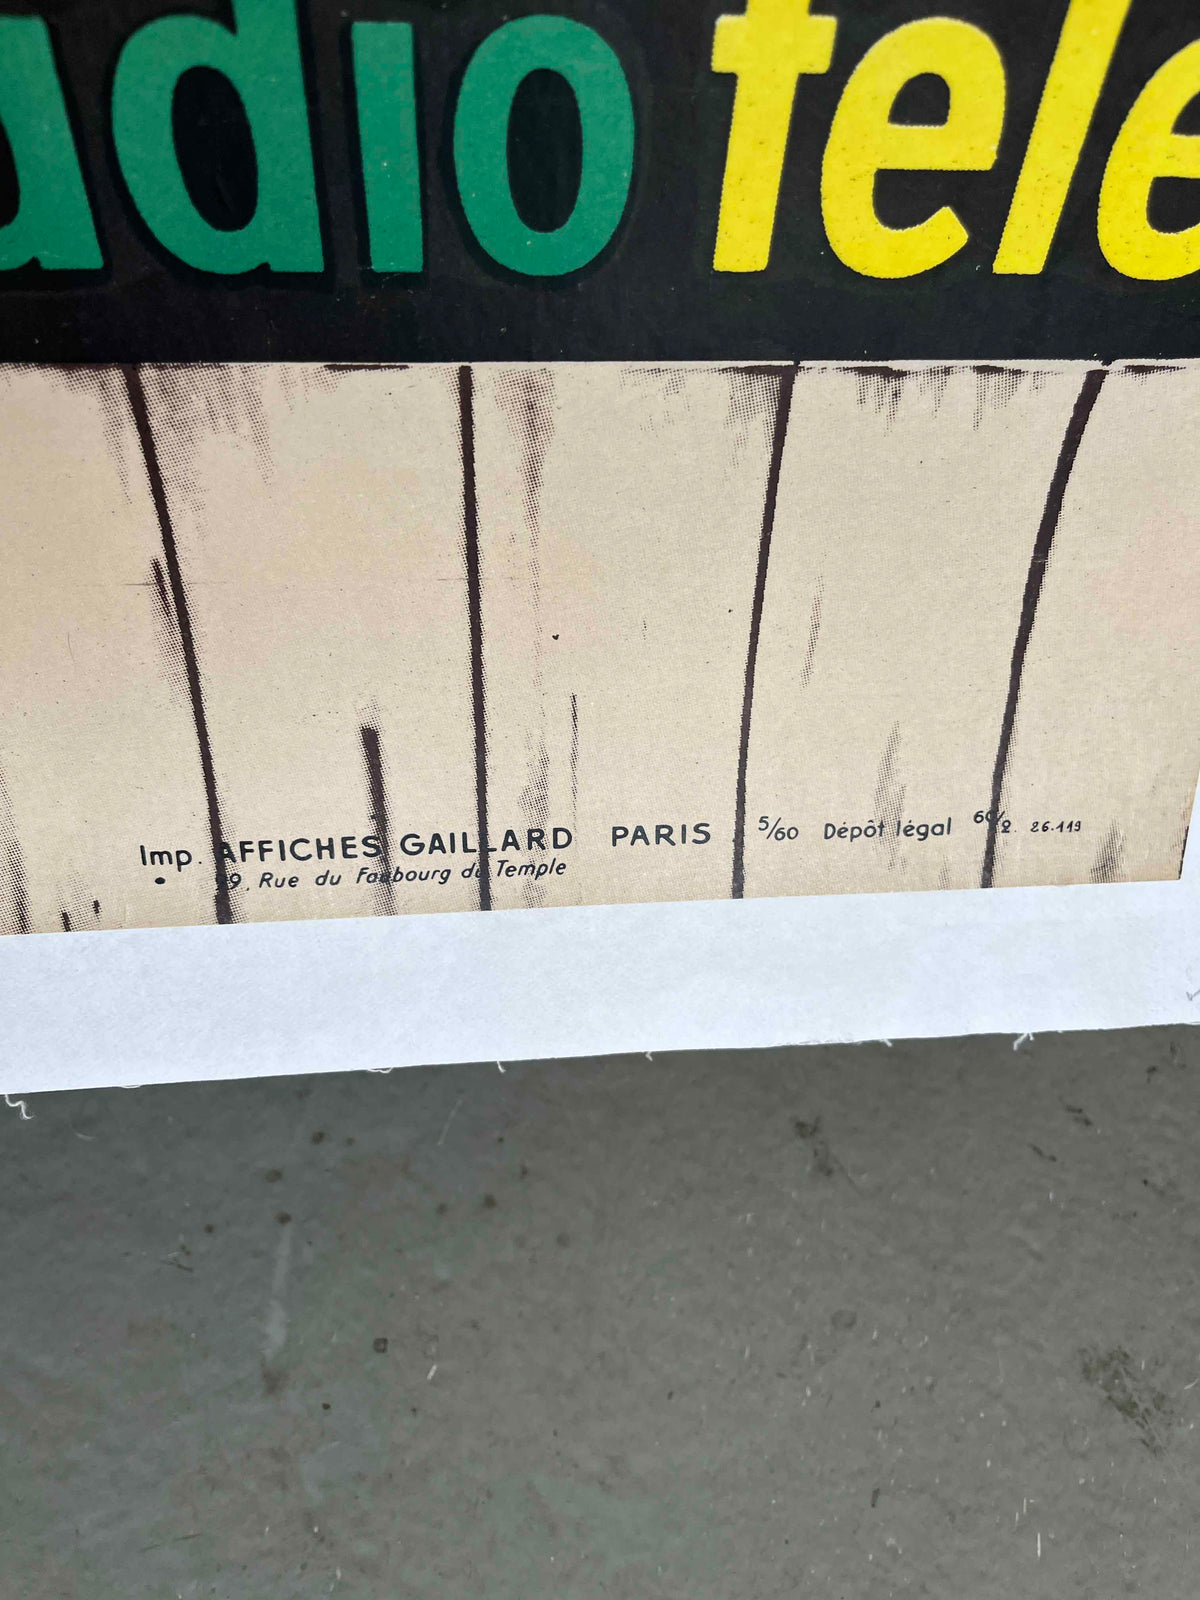 adio tele
Imp. AFFICHES GAILLARD PARIS 5/60 Dépôt légal 60/2. 26.119
9, Rue du Faubourg du Temple